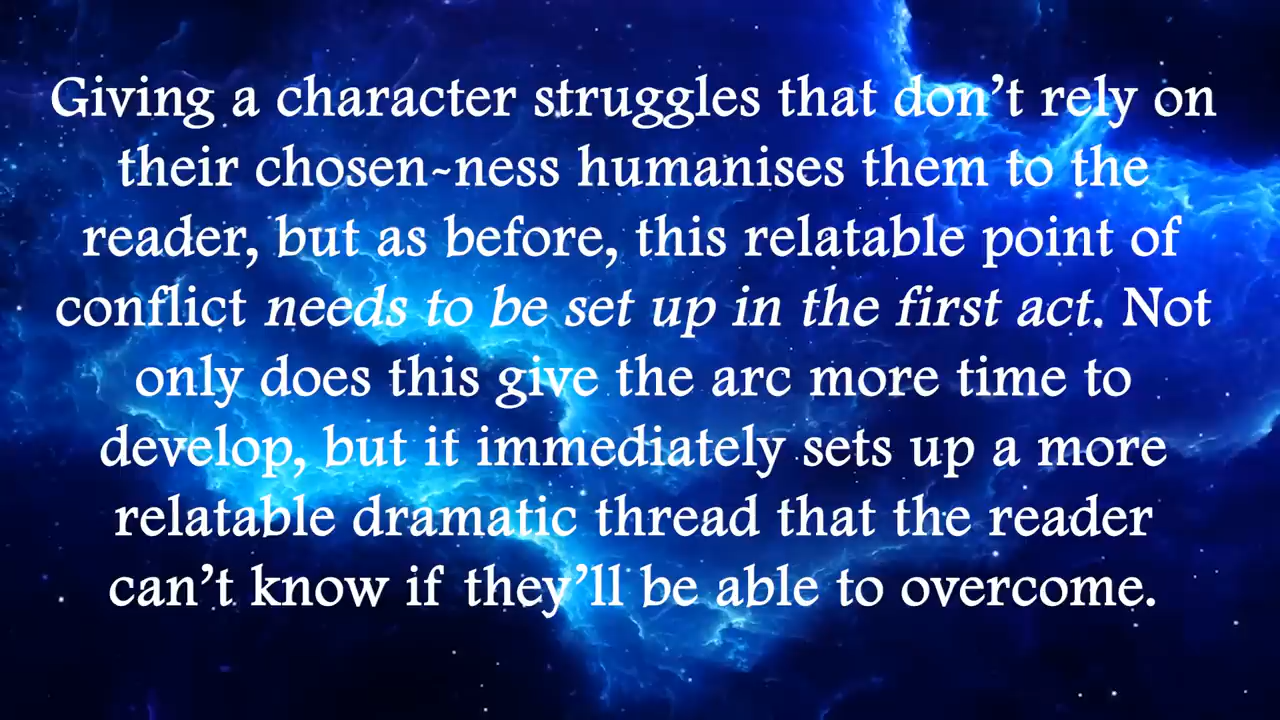 Giving a character struggles that don’t rely on
their chosen-ness humanises them to the
reader, but as before, this relatable point of
conflict needs to be set up in the first act. Not
only does this give the arc more time to
develop, but it immediately sets up a more
relatable dramatic thread that the reader
can’t know if they’ll be able to overcome.